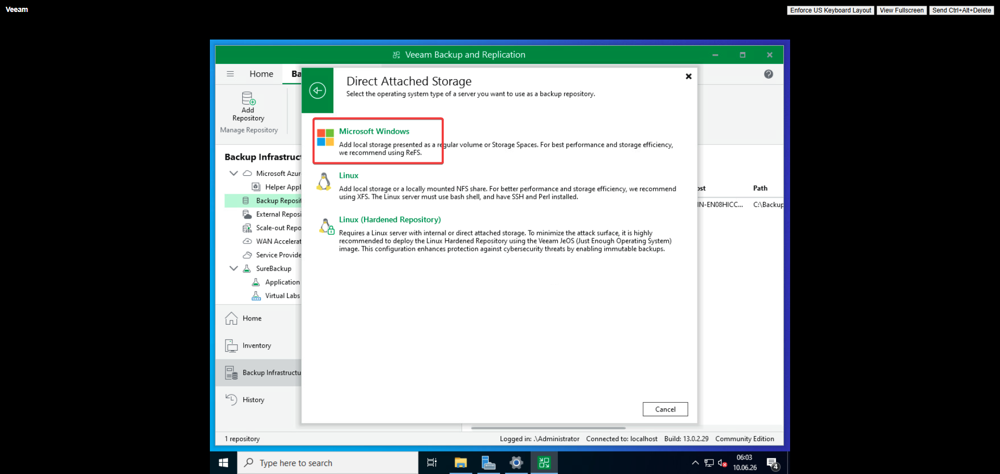 Veeam
Enforce US Keyboard Layout
View Fullscreen
Send Ctrl+Alt+Delete
Veeam Backup and Replication
Home
Ba
Add
Repository
Manage Repository
Direct Attached Storage
Select the operating system type of a server you want to use as a backup repository.
Microsoft Windows
Add local storage presented as a regular volume or Storage Spaces. For best performance and storage efficiency,
we recommend using ReFS.
Linux
Add local storage or a locally mounted NFS share. For better performance and storage efficiency, we recommend
using XFS. The Linux server must use bash shell, and have SSH and Perl installed.
Linux (Hardened Repository)
Requires a Linux server with internal or direct attached storage. To minimize the attack surface, it is highly
recommended to deploy the Linux Hardened Repository using the Veeam JeOS (Just Enough Operating System)
image. This configuration enhances protection against cybersecurity threats by enabling immutable backups.
Cancel
Backup Infrastruct
Microsoft Azur
Helper Appl
Backup Reposit
External Reposi
Scale-out Repo
WAN Accelerat
Service Provide
SureBackup
Application
Virtual Labs
ost
Path
IN-EN08HICC...
C:\Backup
Home
Inventory
Backup Infrastructu
History
1 repository
Logged in: .\Administrator
Connected to: localhost
Build: 13.0.2.29
Community Edition
Type here to search
06:03
10.06.26
4